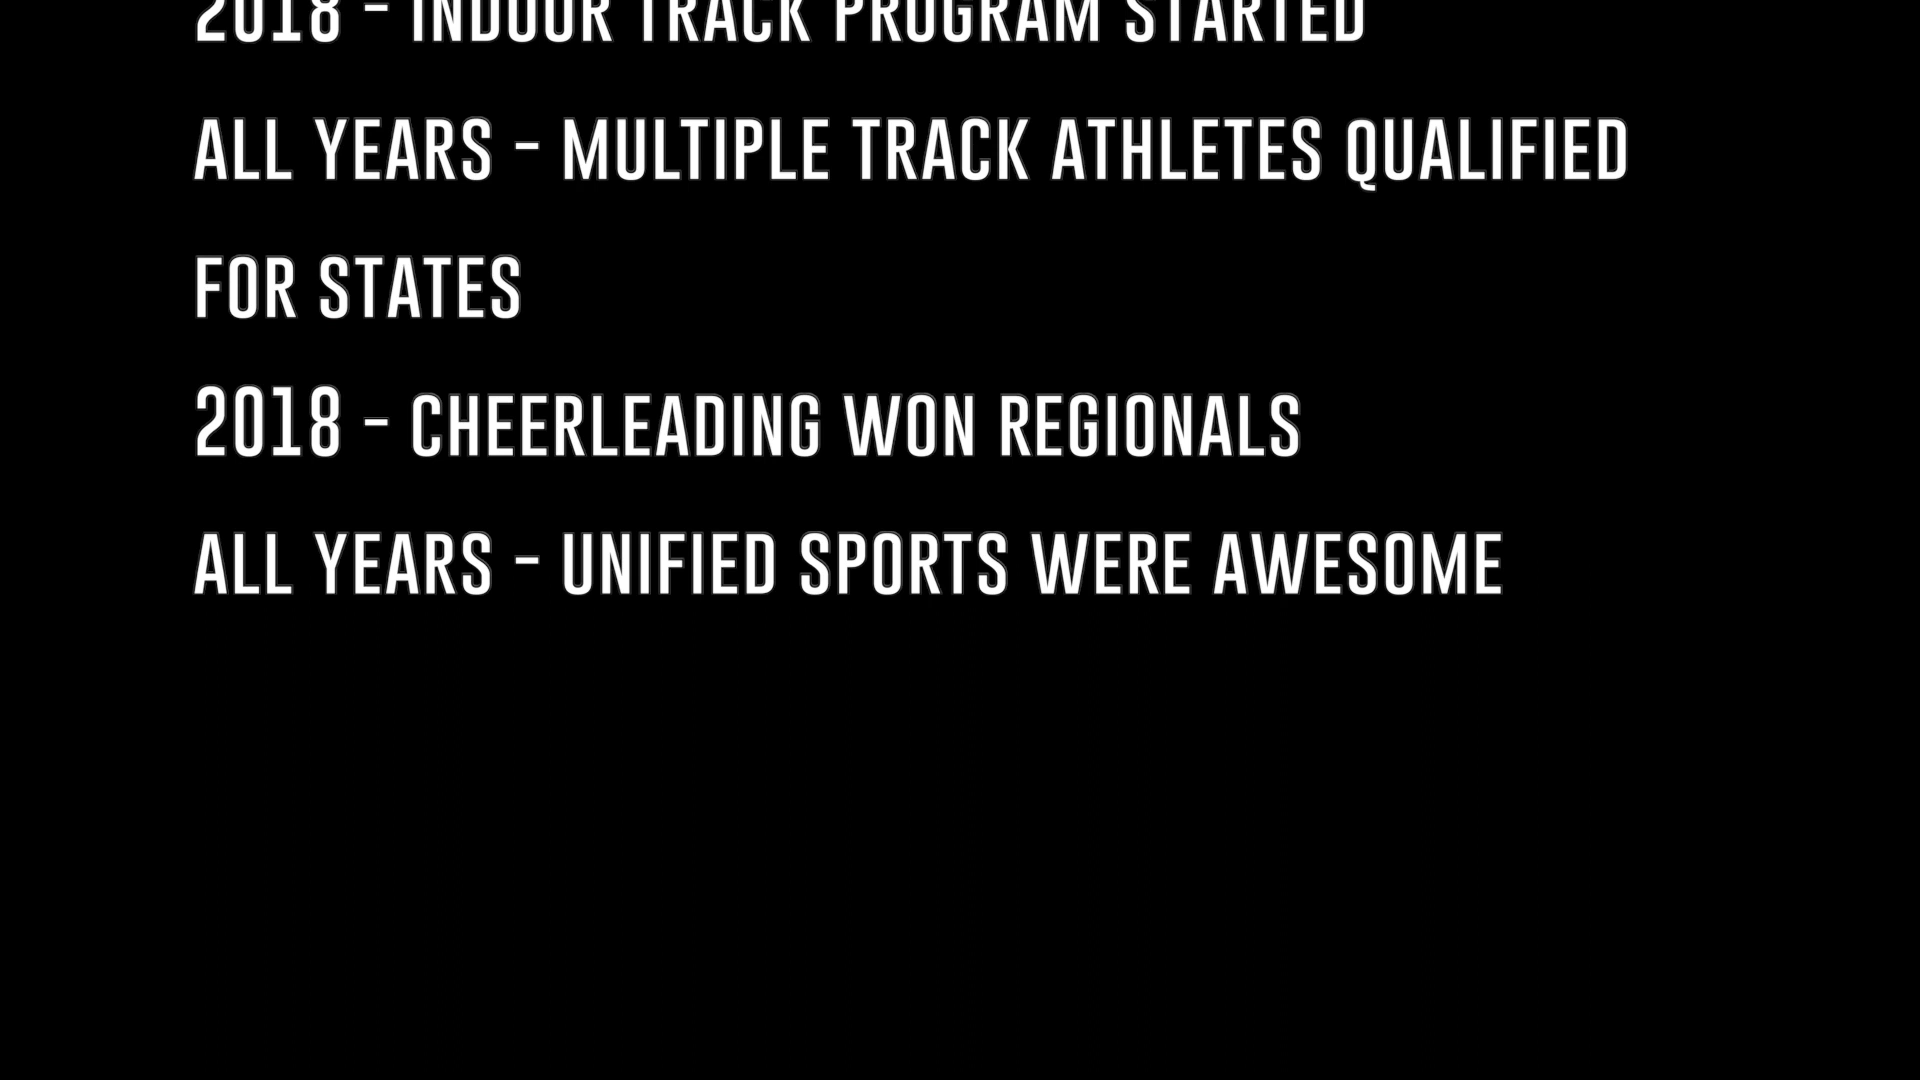 2018 - INDOOR TRACK PROGRAM STARTED
ALL YEARS - MULTIPLE TRACK ATHLETES QUALIFIED
FOR STATES
2018 - CHEERLEADING WON REGIONALS
ALL YEARS - UNIFIED SPORTS WERE AWESOME